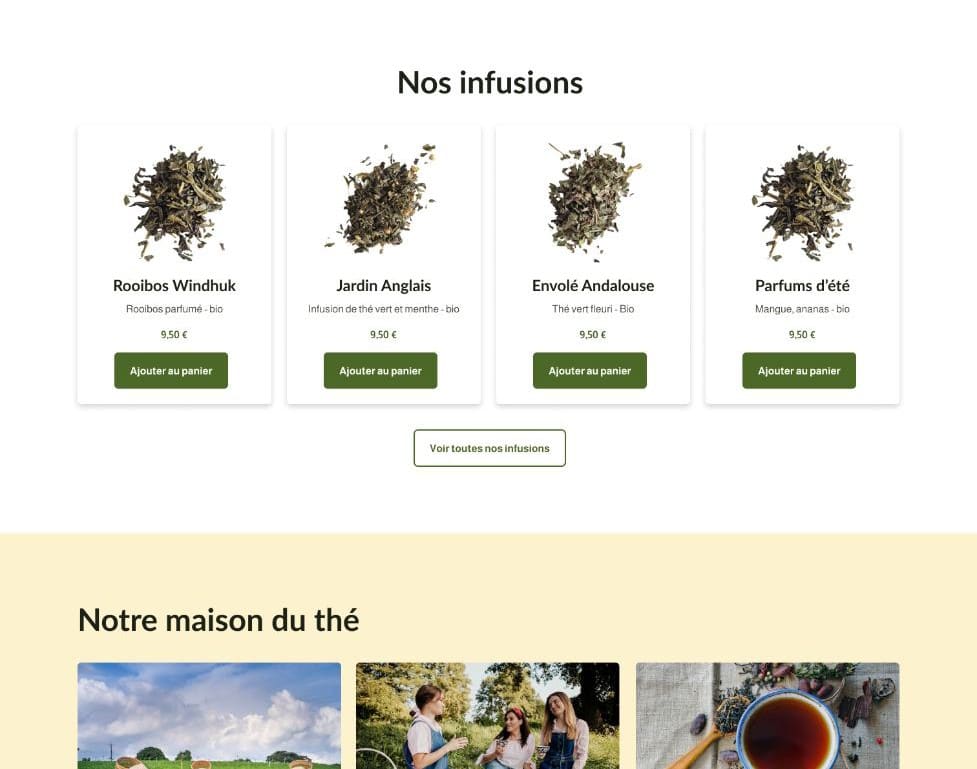 Nos infusions
Rooibos Windhuk
Rooibos parfumé - bio
9,50 €
Ajouter au panier
Jardin Anglais
Infusion de thé vert et menthe - bio
9,50 €
Ajouter au panier
Envolé Andalouse
Thé vert fleuri - Bio
9,50 €
Ajouter au panier
Parfums d’été
Mangue, ananas - bio
9,50 €
Ajouter au panier
Voir toutes nos infusions
Notre maison du thé